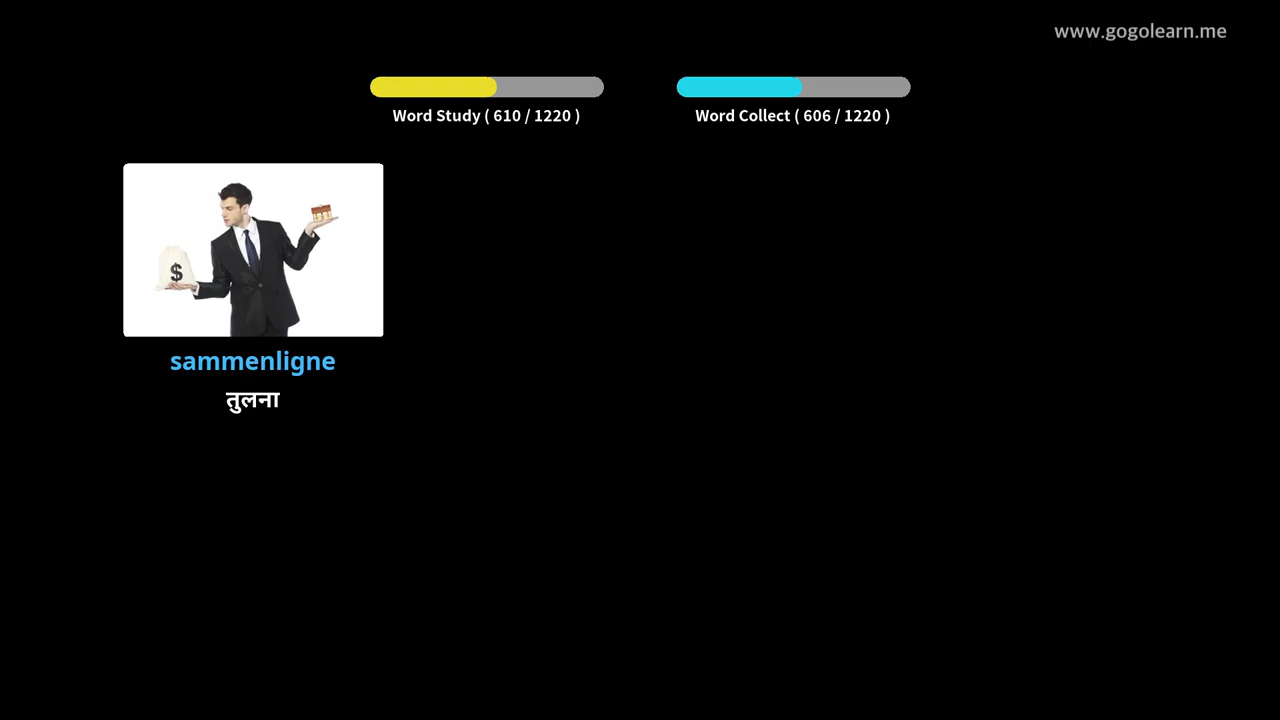 www.gogolearn.me
Word Study ( 610 / 1220 )
Word Collect ( 606 / 1220 )
$
sammenligne
तुलना